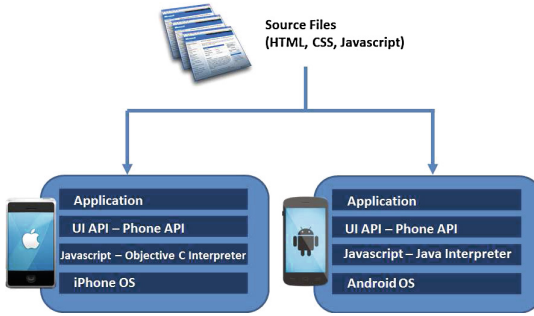 Source Files
(HTML, CSS, Javascript)
Application
UI API – Phone API
Javascript – Objective C Interpreter
iPhone OS
Application
UI API – Phone API
Javascript – Java Interpreter
Android OS